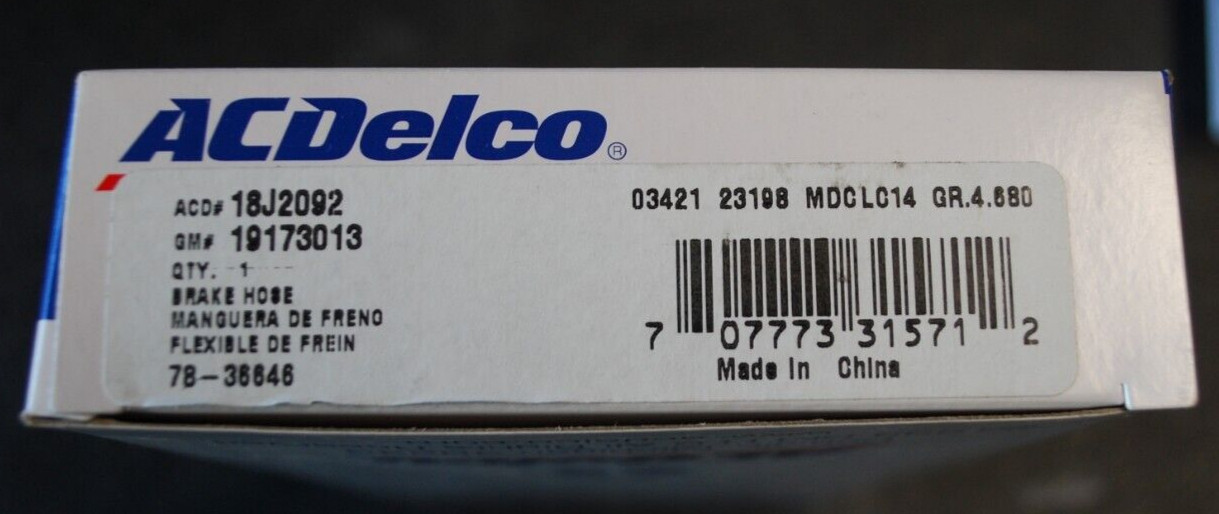 ACDelco®
ACD# 18J2092
GM# 19173013
QTY. 1
BRAKE HOSE
MANGUERA DE FRENO
FLEXIBLE DE FREIN
78-36646
03421 23198 MDCLC14 GR.4.680
7 07773 31571 2
Made in China